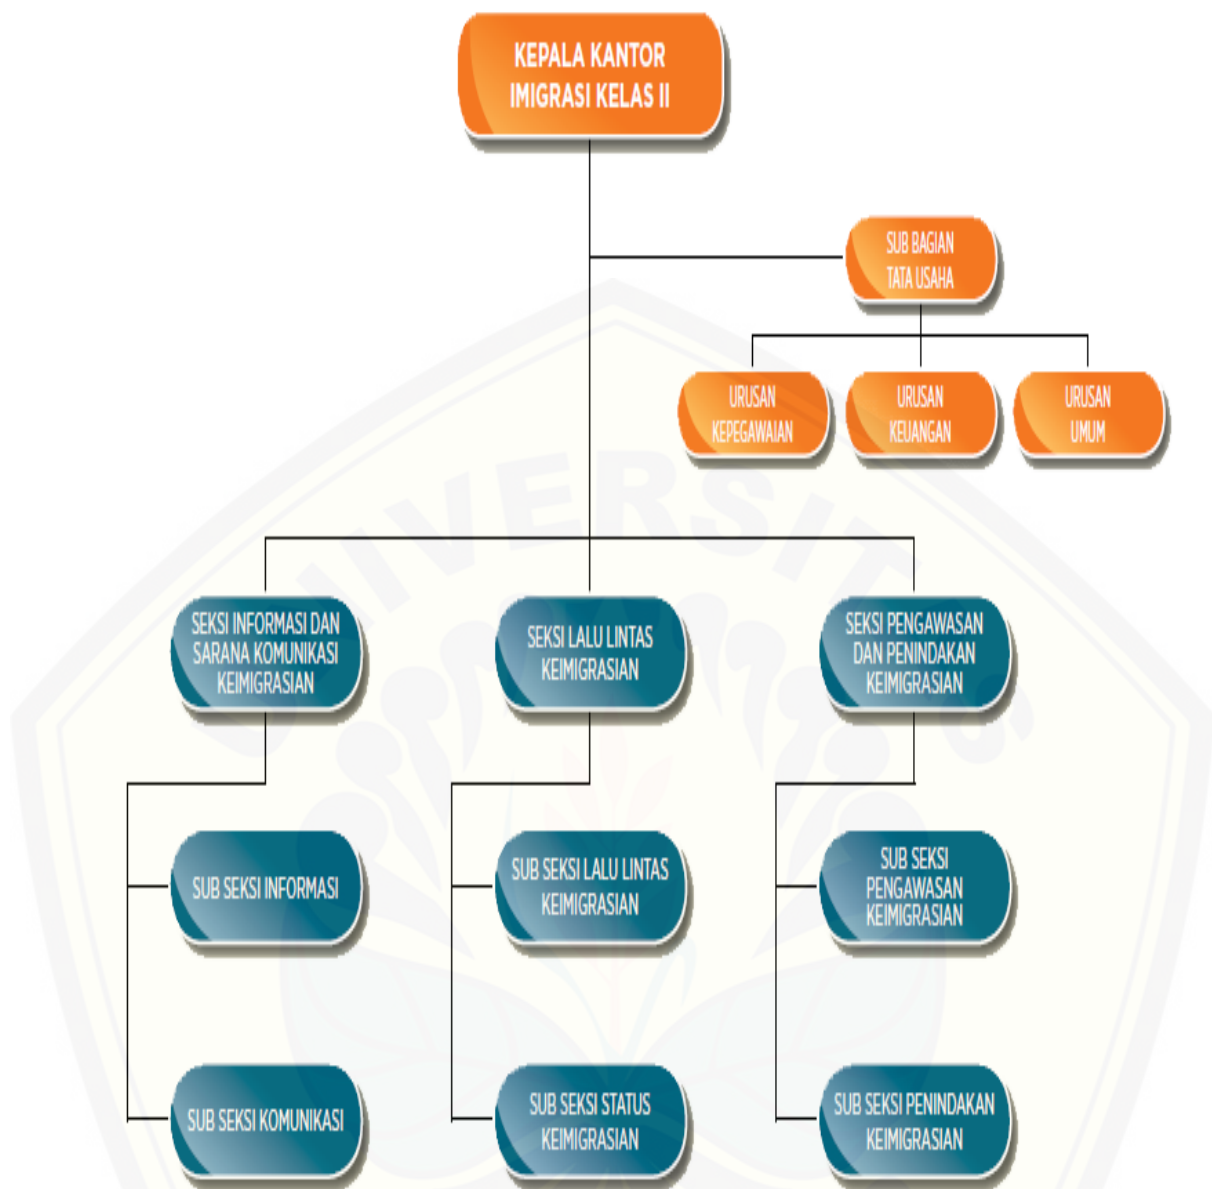 KEPALA KANTOR
IMIGRASI KELAS II
SUB BAGIAN
TATA USAHA
URUSAN
KEPEGAWAIAN
URUSAN
KEUANGAN
URUSAN
UMUM
UNIVERSITAS
SEKSI INFORMASI DAN
SARANA KOMUNIKASI
KEIMIGRASIAN
SEKSI LALU LINTAS
KEIMIGRASIAN
SEKSI PENGAWASAN
DAN PENINDAKAN
KEIMIGRASIAN
SUB SEKSI INFORMASI
SUB SEKSI LALU LINTAS
KEIMIGRASIAN
SUB SEKSI
PENGAWASAN
KEIMIGRASIAN
SUB SEKSI KOMUNIKASI
SUB SEKSI STATUS
KEIMIGRASIAN
SUB SEKSI PENINDAKAN
KEIMIGRASIAN